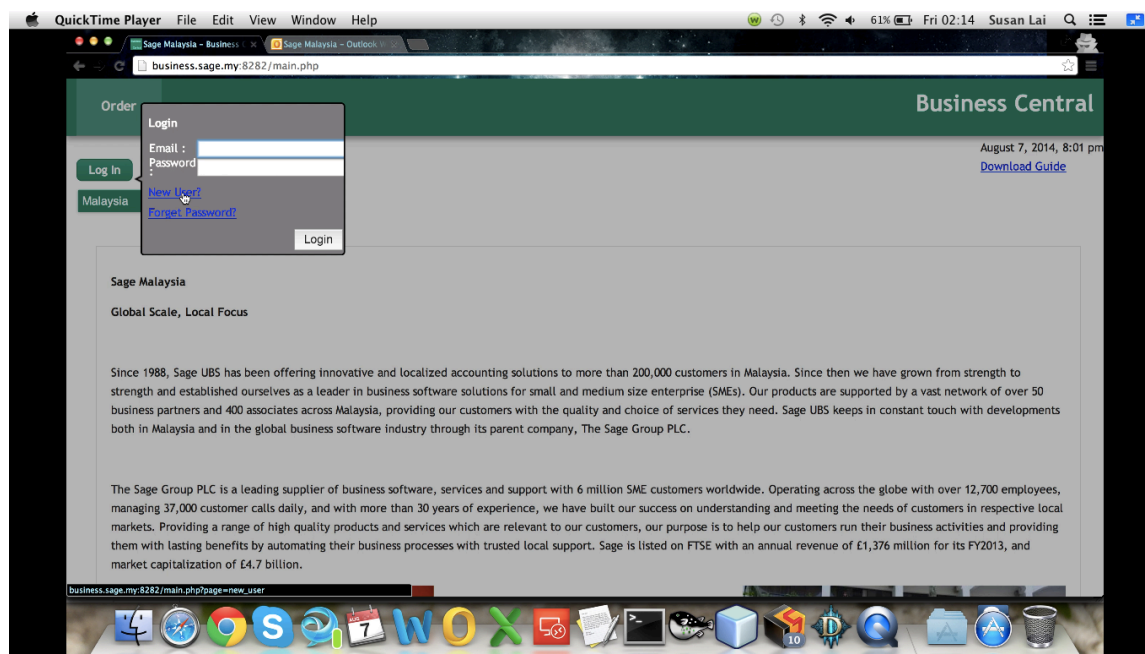 QuickTime Player File Edit View Window Help
61% Fri 02:14 Susan Lai
Sage Malaysia - Business
Sage Malaysia - Outlook
business.sage.my:8282/main.php
Order
Business Central
Login
Email :
Password :
New User?
Forget Password?
Login
Log In
Malaysia
August 7, 2014, 8:01 pm
Download Guide
Sage Malaysia
Global Scale, Local Focus
Since 1988, Sage UBS has been offering innovative and localized accounting solutions to more than 200,000 customers in Malaysia. Since then we have grown from strength to
strength and established ourselves as a leader in business software solutions for small and medium size enterprise (SMEs). Our products are supported by a vast network of over 50
business partners and 400 associates across Malaysia, providing our customers with the quality and choice of services they need. Sage UBS keeps in constant touch with developments
both in Malaysia and in the global business software industry through its parent company, The Sage Group PLC.
The Sage Group PLC is a leading supplier of business software, services and support with 6 million SME customers worldwide. Operating across the globe with over 12,700 employees,
managing 37,000 customer calls daily, and with more than 30 years of experience, we have built our success on understanding and meeting the needs of customers in respective local
markets. Providing a range of high quality products and services which are relevant to our customers, our purpose is to help our customers run their business activities and providing
them with lasting benefits by automating their business processes with trusted local support. Sage is listed on FTSE with an annual revenue of £1,376 million for its FY2013, and
market capitalization of £4.7 billion.
business.sage.my:8282/main.php?page=new_user
7
10